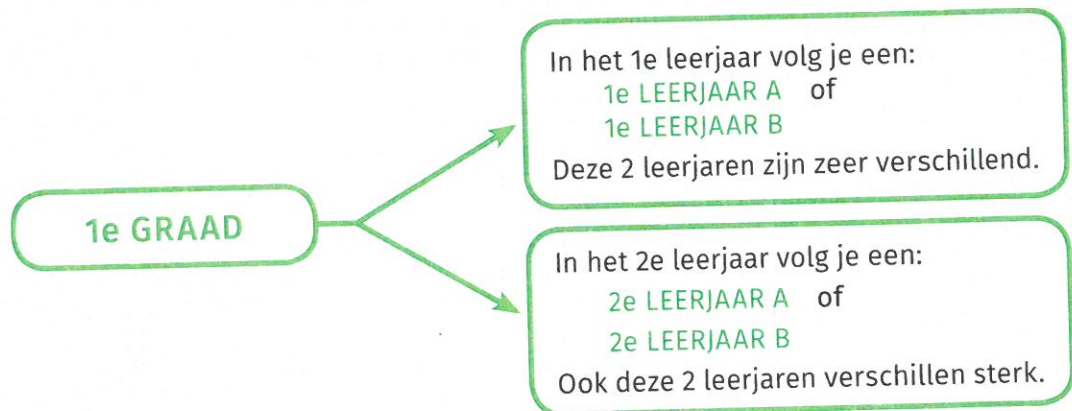 1e GRAAD
In het 1e leerjaar volg je een:
1e LEERJAAR A of
1e LEERJAAR B
Deze 2 leerjaren zijn zeer verschillend.
In het 2e leerjaar volg je een:
2e LEERJAAR A of
2e LEERJAAR B
Ook deze 2 leerjaren verschillen sterk.